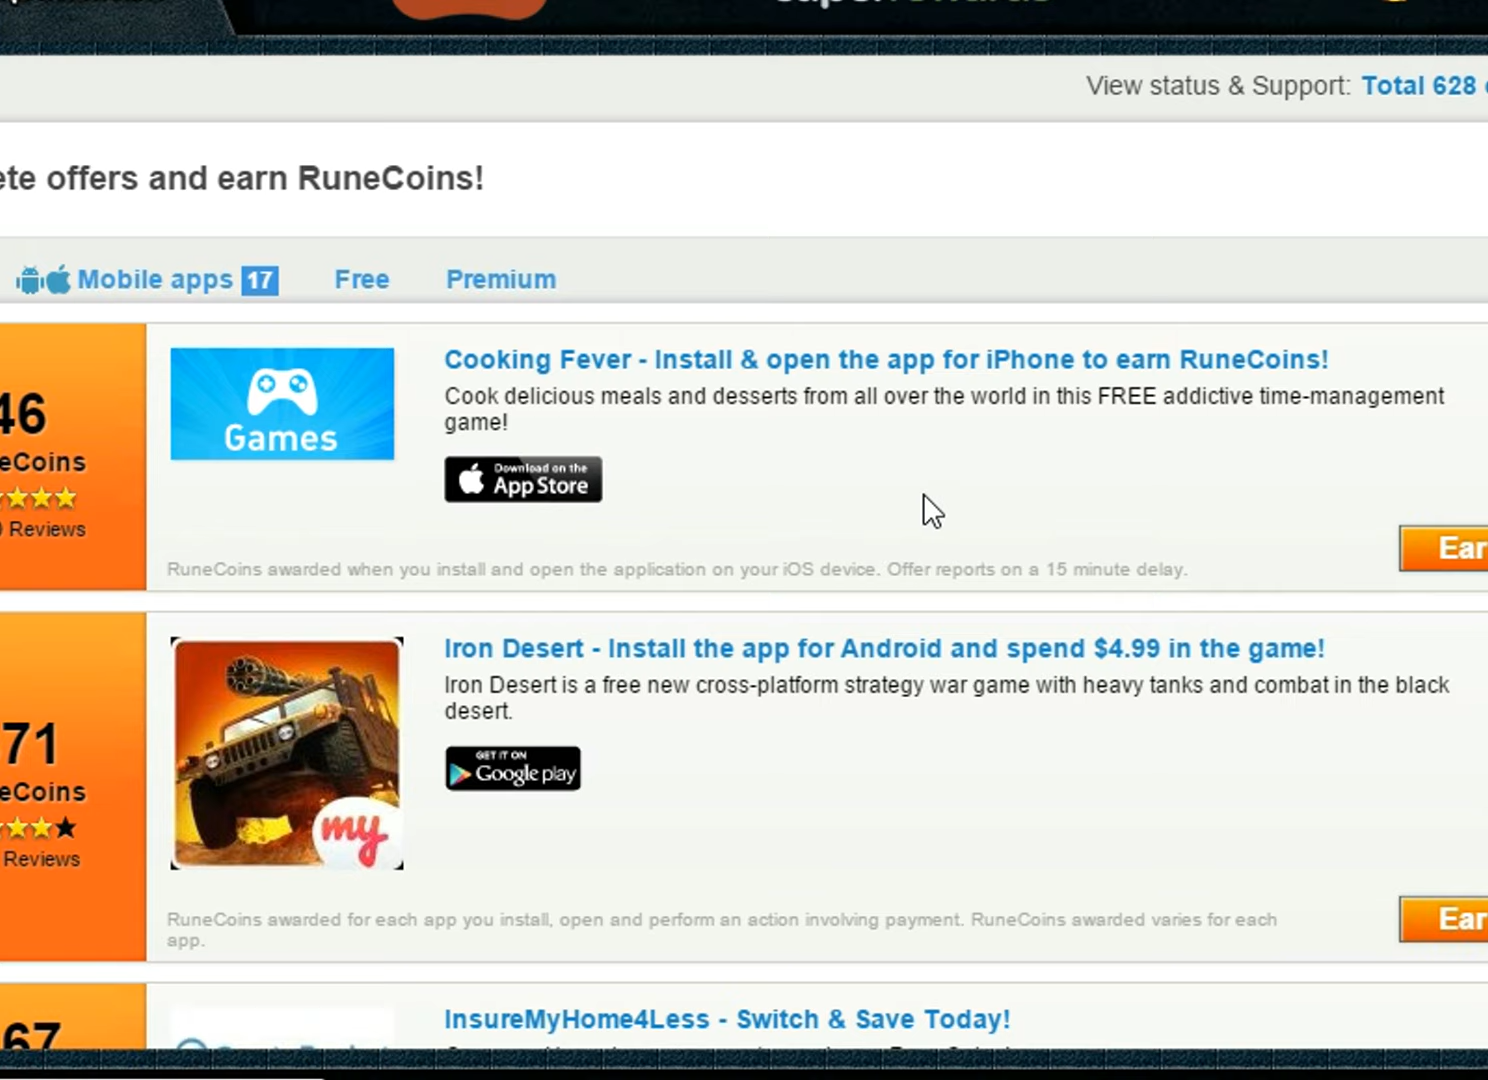 View status & Support: Total 628
offers and earn RuneCoins!
Mobile apps 17 Free Premium
46
Reviews
Games
Cooking Fever - Install & open the app for iPhone to earn RuneCoins!
Cook delicious meals and desserts from all over the world in this FREE addictive time-management
game!
Download on the
App Store
RuneCoins awarded when you install and open the application on your iOS device. Offer reports on a 15 minute delay.
71
Reviews
my
Iron Desert - Install the app for Android and spend $4.99 in the game!
Iron Desert is a free new cross-platform strategy war game with heavy tanks and combat in the black
desert.
GET IT ON
Google play
RuneCoins awarded for each app you install, open and perform an action involving payment. RuneCoins awarded varies for each
app.
67
InsureMyHome4Less - Switch & Save Today!